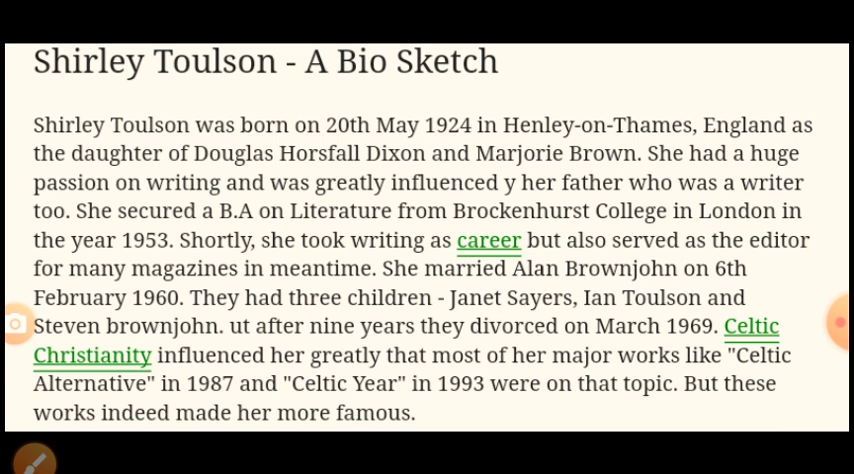 Shirley Toulson - A Bio Sketch
Shirley Toulson was born on 20th May 1924 in Henley-on-Thames, England as
the daughter of Douglas Horsfall Dixon and Marjorie Brown. She had a huge
passion on writing and was greatly influenced y her father who was a writer
too. She secured a B.A on Literature from Brockenhurst College in London in
the year 1953. Shortly, she took writing as career but also served as the editor
for many magazines in meantime. She married Alan Brownjohn on 6th
February 1960. They had three children - Janet Sayers, Ian Toulson and
Steven brownjohn. ut after nine years they divorced on March 1969. Celtic
Christianity influenced her greatly that most of her major works like "Celtic
Alternative" in 1987 and "Celtic Year" in 1993 were on that topic. But these
works indeed made her more famous.